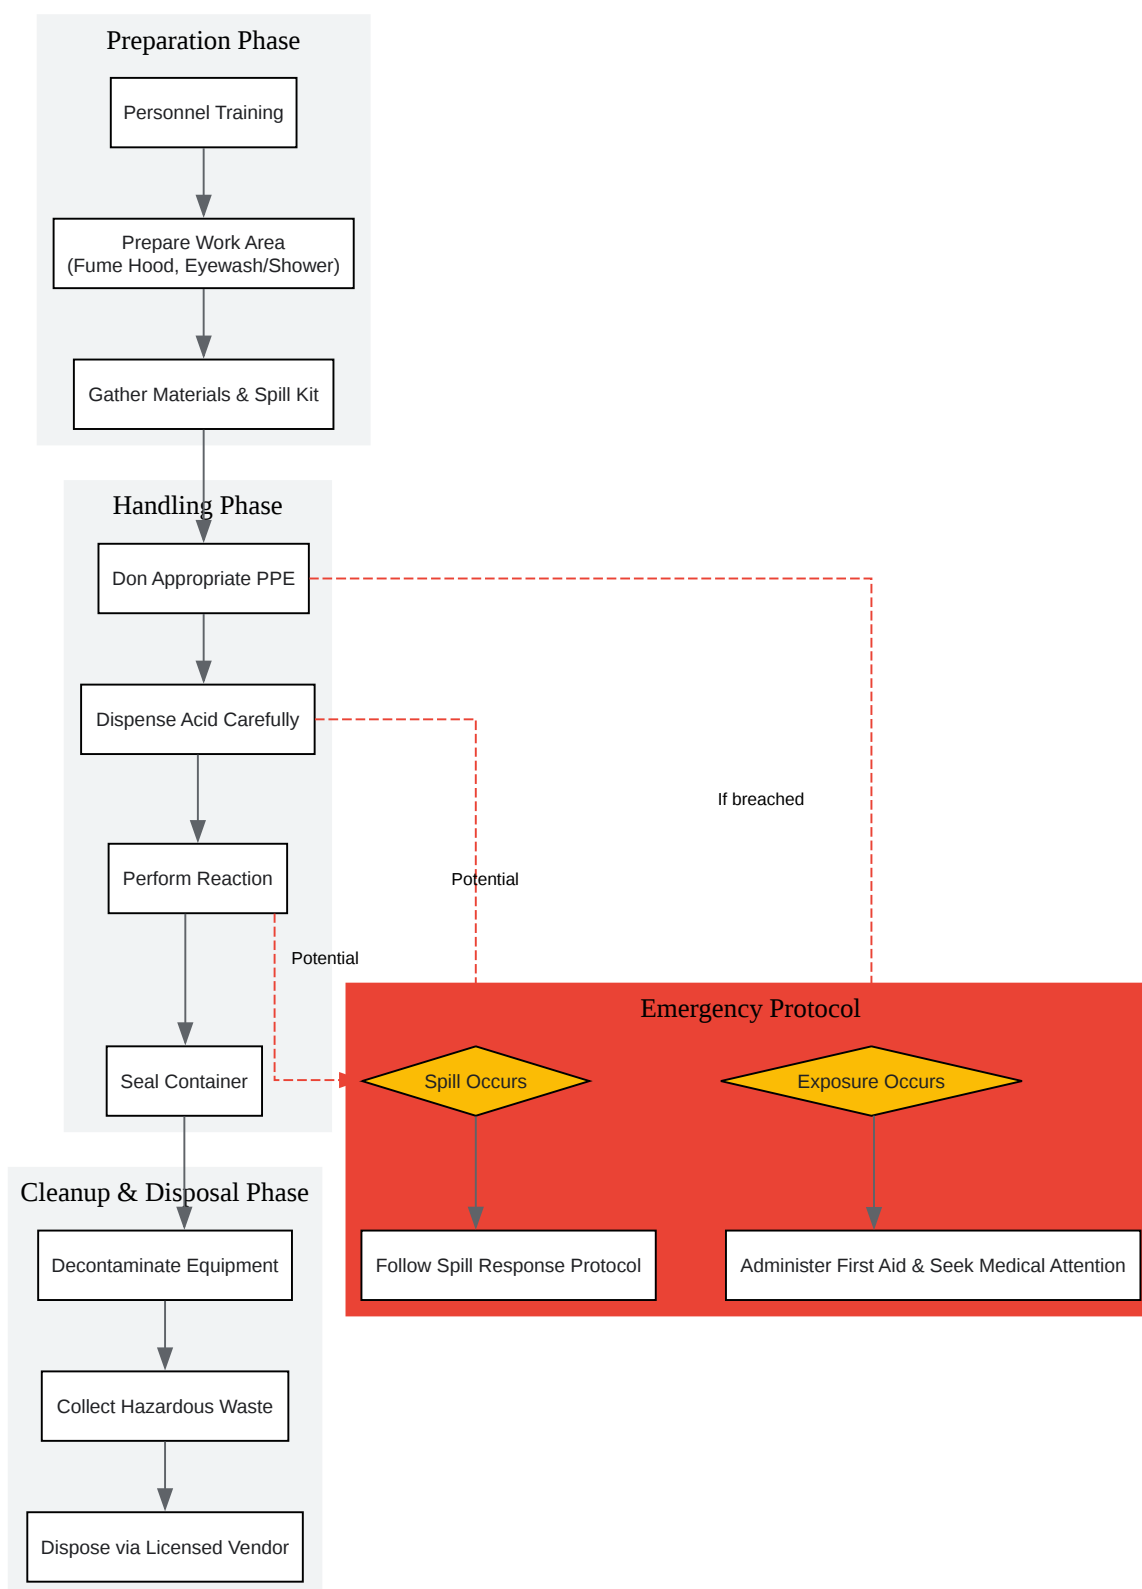 Preparation Phase
Personnel Training
Prepare Work Area
(Fume Hood, Eyewash/Shower)
Gather Materials & Spill Kit
Handling Phase
Don Appropriate PPE
Dispense Acid Carefully
If breached
Perform Reaction
Potential
Potential
Emergency Protocol
Seal Container
Spill Occurs
Exposure Occurs
Cleanup & Disposal Phase
Decontaminate Equipment
Follow Spill Response Protocol
Administer First Aid & Seek Medical Attention
Collect Hazardous Waste
Dispose via Licensed Vendor